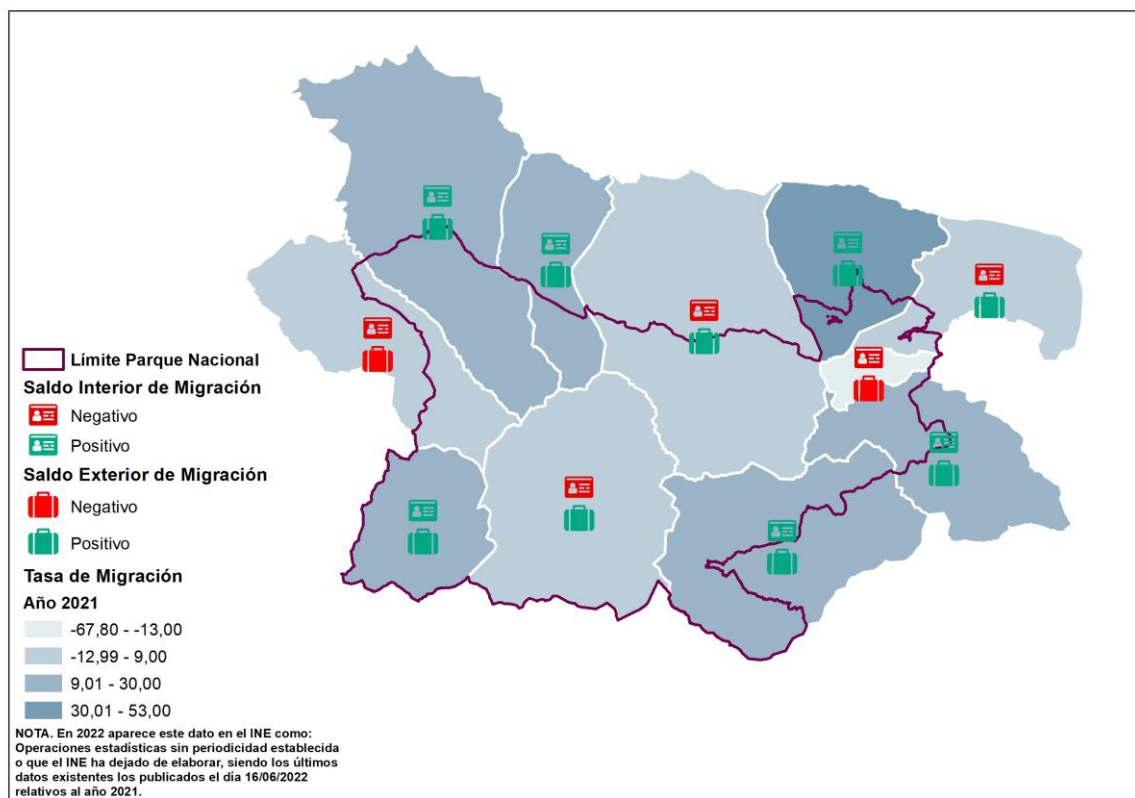 Límite Parque Nacional
Saldo Interior de Migración
Negativo
Positivo
Saldo Exterior de Migración
Negativo
Positivo
Tasa de Migración
Año 2021
-67,80 - -13,00
-12,99 - 9,00
9,01 - 30,00
30,01 - 53,00
NOTA. En 2022 aparece este dato en el INE como:
Operaciones estadísticas sin periodicidad establecida
o que el INE ha dejado de elaborar, siendo los últimos
datos existentes los publicados el día 16/06/2022
relativos al año 2021.